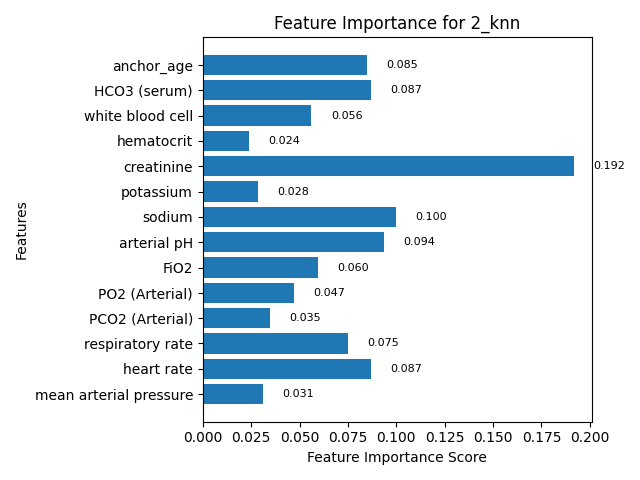 Feature Importance for 2_knn
Features
anchor_age 0.085
HCO3 (serum) 0.087
white blood cell 0.056
hematocrit 0.024
creatinine 0.192
potassium 0.028
sodium 0.100
arterial pH 0.094
FiO2 0.060
PO2 (Arterial) 0.047
PCO2 (Arterial) 0.035
respiratory rate 0.075
heart rate 0.087
mean arterial pressure 0.031
0.000 0.025 0.050 0.075 0.100 0.125 0.150 0.175 0.200
Feature Importance Score